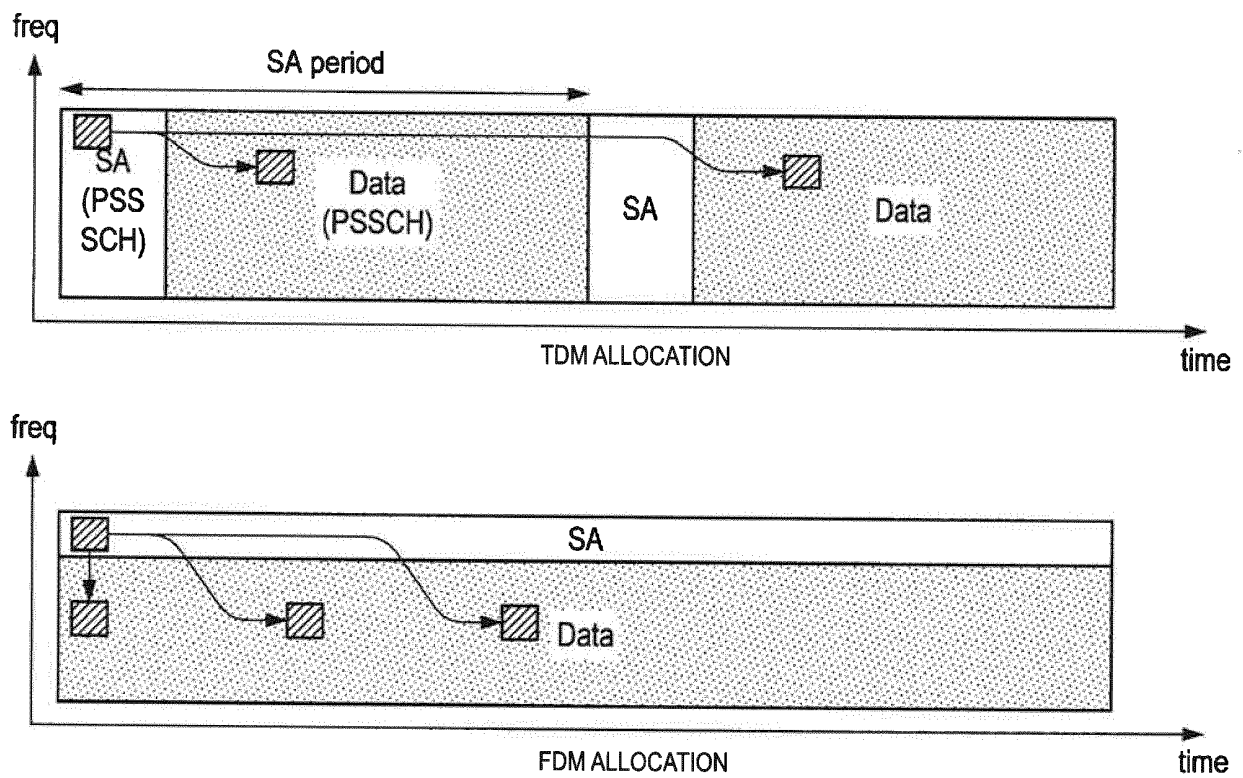 freq
SA period
SA
(PSS
SCH)
Data
(PSSCH)
SA
Data
TDM ALLOCATION
time
freq
SA
Data
FDM ALLOCATION
time